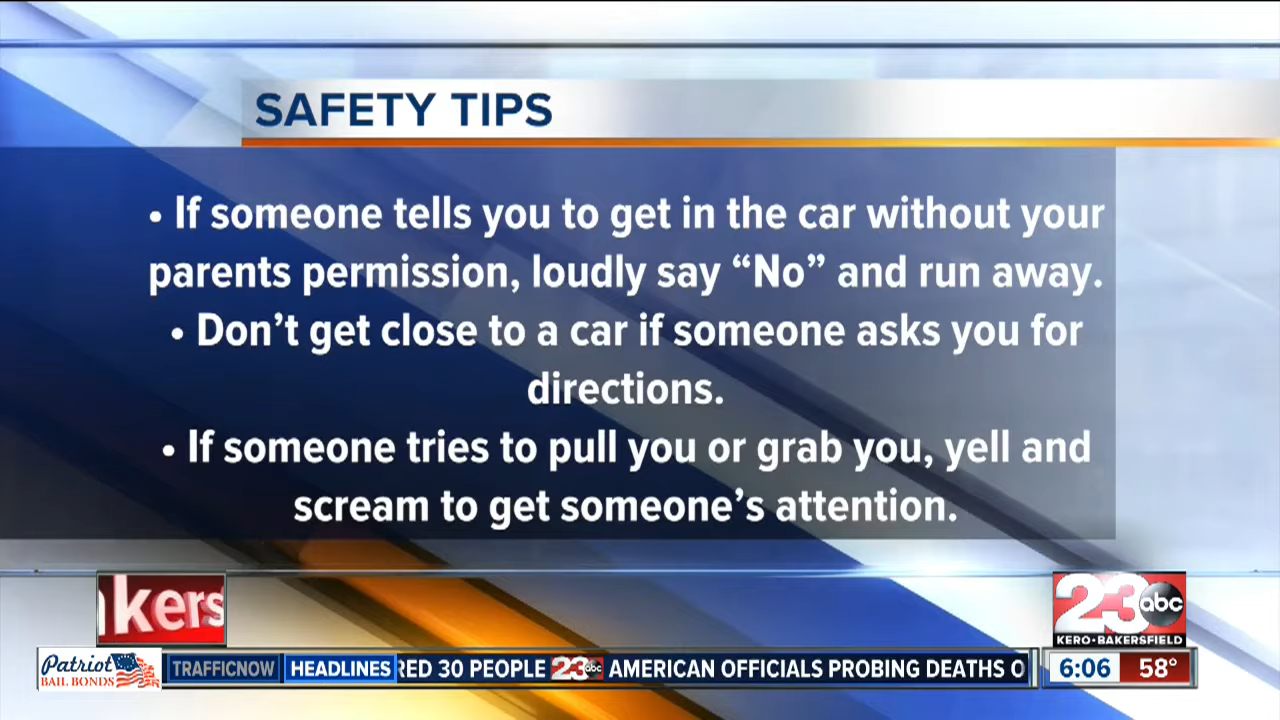 SAFETY TIPS
• If someone tells you to get in the car without your
parents permission, loudly say “No” and run away.
• Don’t get close to a car if someone asks you for
directions.
• If someone tries to pull you or grab you, yell and
scream to get someone’s attention.
kers
23 abc
KERO•BAKERSFIELD
Patriot
BAIL BONDS
TRAFFICNOW HEADLINES RED 30 PEOPLE 23 abc AMERICAN OFFICIALS PROBING DEATHS O 6:06 58°